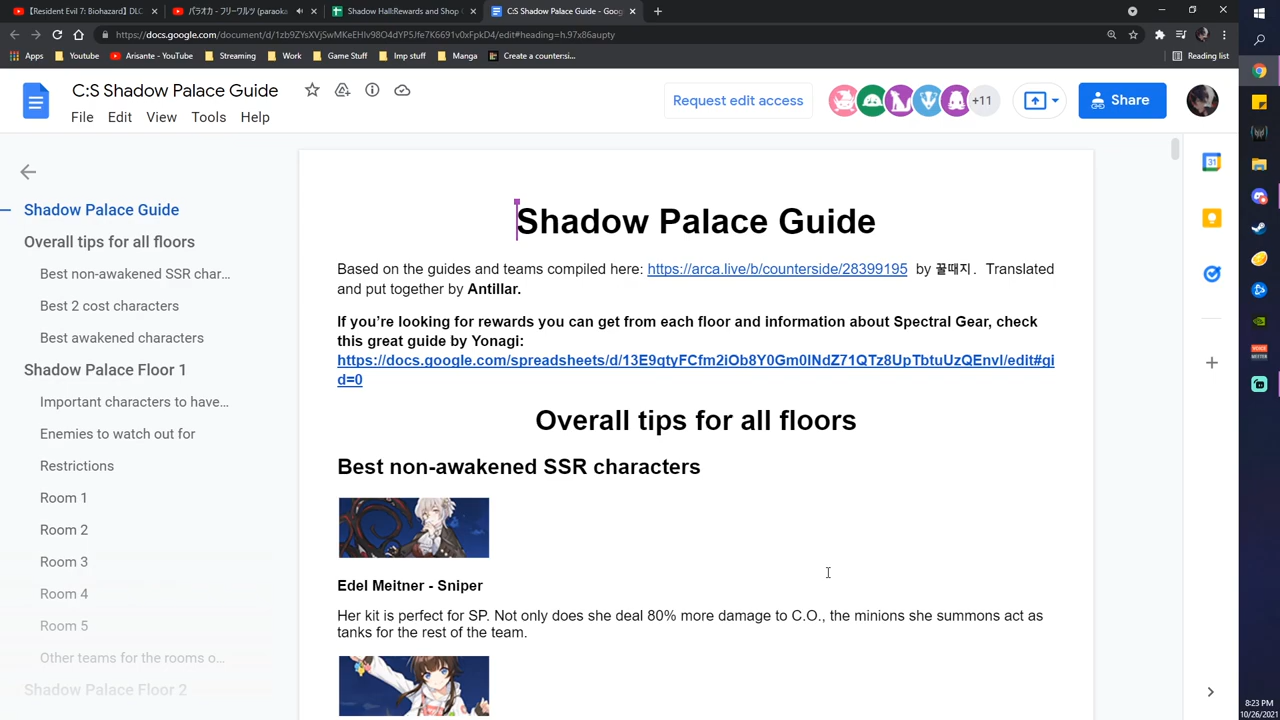 【Resident Evil 7: Biohazard】DLC
パラオカ - フリーワルツ (paraoka
Shadow Hall:Rewards and Shop
C:S Shadow Palace Guide - Goog
https://docs.google.com/document/d/1zb9ZYsXVjSwMKeEHlv98O4dYP5Jfe7K6691v0xFpkD4/edit#heading=h.97x86aupty
Apps Youtube Arisante - YouTube Streaming Work Game Stuff Imp stuff Manga Create a countersi... Reading list
C:S Shadow Palace Guide
File Edit View Tools Help
Request edit access
+11
Share
Shadow Palace Guide
Overall tips for all floors
Best non-awakened SSR char...
Best 2 cost characters
Best awakened characters
Shadow Palace Floor 1
Important characters to have...
Enemies to watch out for
Restrictions
Room 1
Room 2
Room 3
Room 4
Room 5
Other teams for the rooms o...
Shadow Palace Floor 2
Shadow Palace Guide
Based on the guides and teams compiled here: https://arca.live/b/counterside/28399195 by 꿀때지. Translated
and put together by Antillar.
If you're looking for rewards you can get from each floor and information about Spectral Gear, check
this great guide by Yonagi:
https://docs.google.com/spreadsheets/d/13E9qtyFCfm2iOb8Y0Gm0INdZ71QTz8UpTbtuUzQEnvI/edit#gi
d=0
Overall tips for all floors
Best non-awakened SSR characters
Edel Meitner - Sniper
Her kit is perfect for SP. Not only does she deal 80% more damage to C.O., the minions she summons act as
tanks for the rest of the team.
31
8:23 PM
10/26/2021